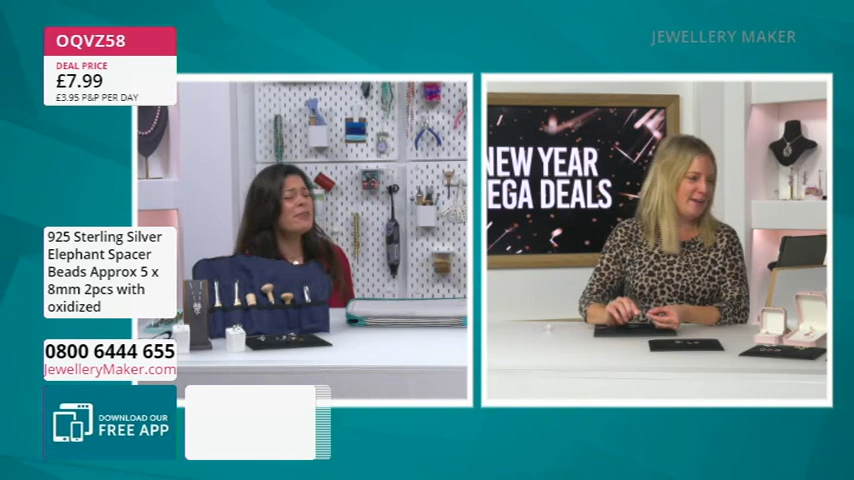 OQVZ58
JEWELLERY MAKER
DEAL PRICE
£7.99
£3.95 P&P PER DAY
NEW YEAR
EGA DEALS
925 Sterling Silver
Elephant Spacer
Beads Approx 5 x
8mm 2pcs with
oxidized
0800 6444 655
JewelleryMaker.com
DOWNLOAD OUR
FREE APP